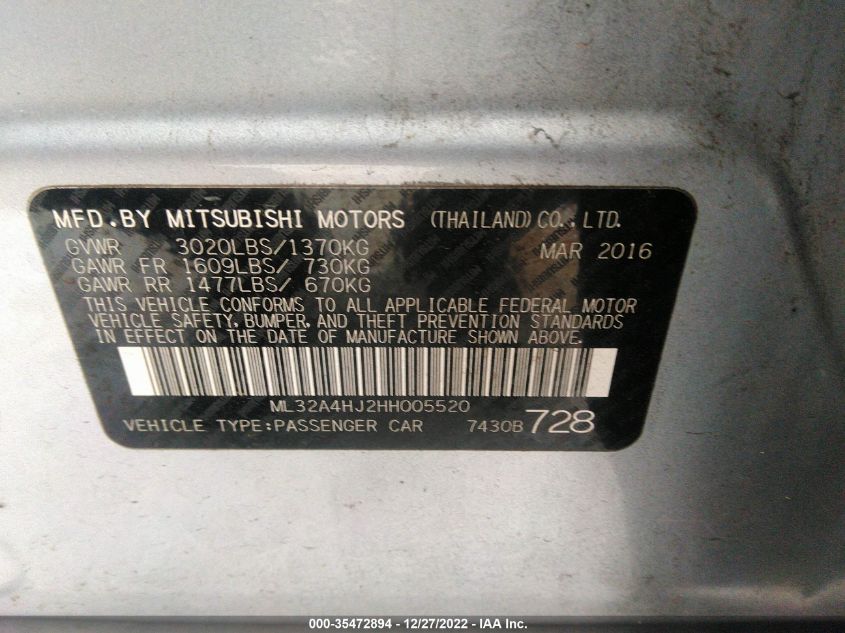 MFD.BY MITSUBISHI MOTORS (THAILAND)CO.,LTD.
GVWR 3020LBS/1370KG MAR 2016
GAWR FR 1609LBS/ 730KG
GAWR RR 1477LBS/ 670KG
THIS VEHICLE CONFORMS TO ALL APPLICABLE FEDERAL MOTOR
VEHICLE SAFETY, BUMPER, AND THEFT PREVENTION STANDARDS
IN EFFECT ON THE DATE OF MANUFACTURE SHOWN ABOVE.
ML32A4HJ2HH005520
VEHICLE TYPE:PASSENGER CAR 7430B 728
000-35472894 - 12/27/2022 - IAA Inc.